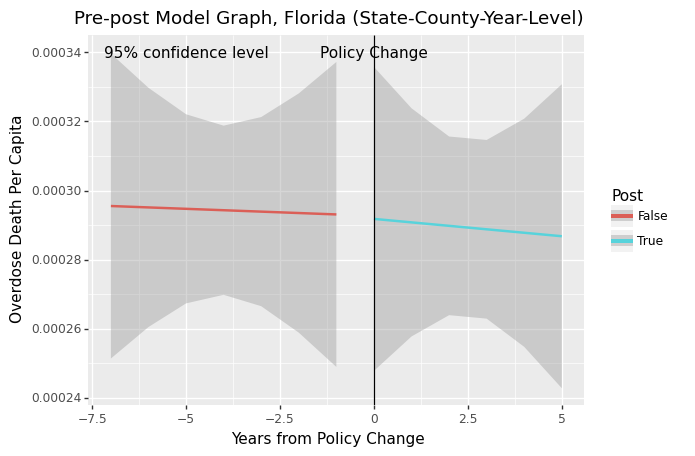 Pre-post Model Graph, Florida (State-County-Year-Level)
95% confidence level
Policy Change
0.00034
0.00032
0.00030
0.00028
0.00026
0.00024
Overdose Death Per Capita
−7.5
−5
−2.5
0
2.5
5
Years from Policy Change
Post
False
True